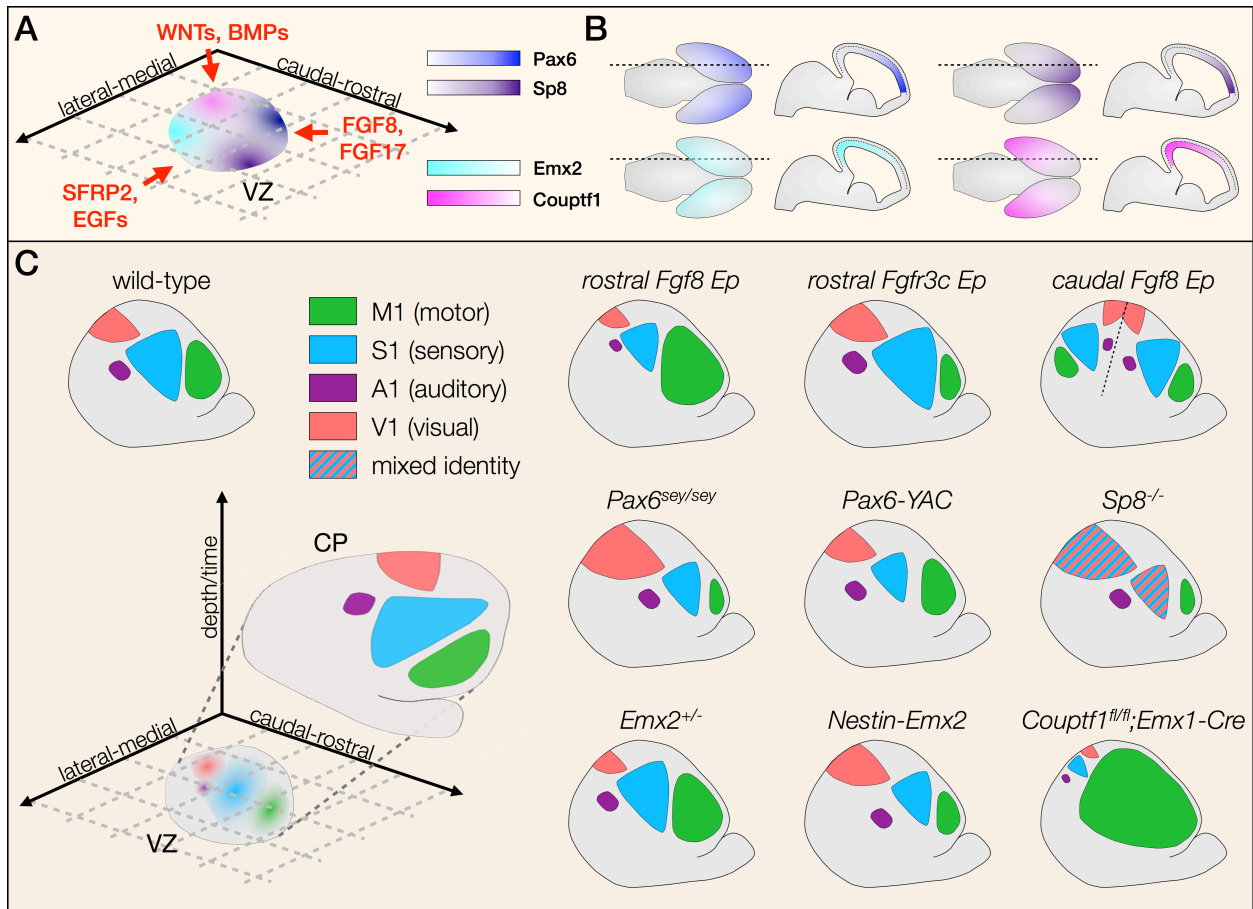 A
WNTs, BMPs
lateral-medial
caudal-rostral
FGF8,
FGF17
SFRP2,
EGFs
VZ
Pax6
Sp8
Emx2
Couptf1
B
C
wild-type
M1 (motor)
S1 (sensory)
A1 (auditory)
V1 (visual)
mixed identity
rostral Fgf8 Ep
rostral Fgfr3c Ep
caudal Fgf8 Ep
Pax6sey/sey
Pax6-YAC
Sp8-/-
Emx2+/-
Nestin-Emx2
Couptf1fl/fl;Emx1-Cre
CP
depth/time
lateral-medial
caudal-rostral
VZ